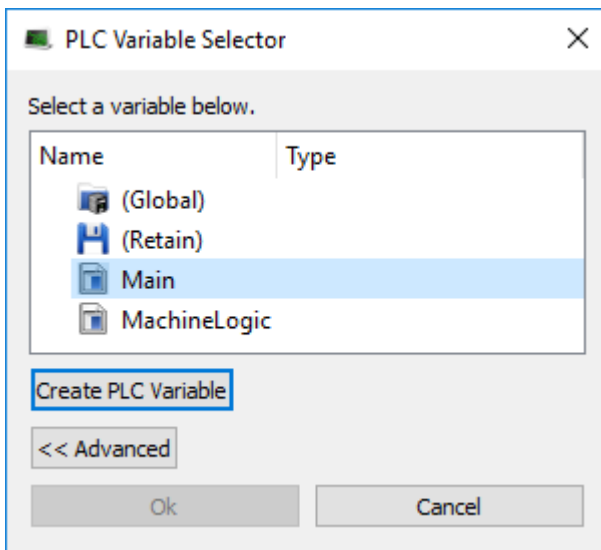 PLC Variable Selector
Select a variable below.
Name Type
(Global)
(Retain)
Main
MachineLogic
Create PLC Variable
<< Advanced
Ok Cancel